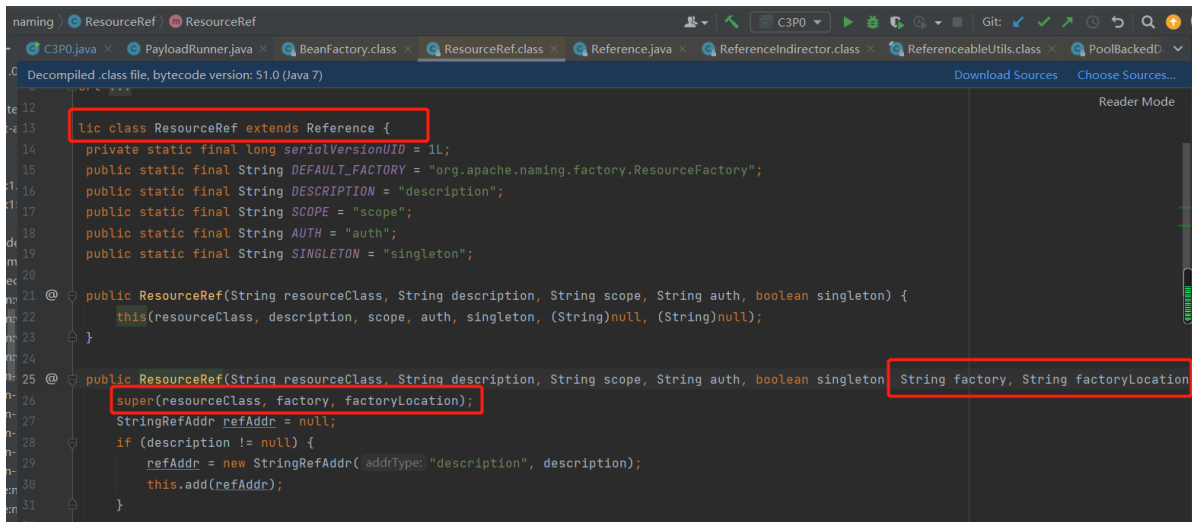 naming ResourceRef ResourceRef C3P0 Git:
C3P0.java PayloadRunner.java BeanFactory.class ResourceRef.class Reference.java ReferenceIndirector.class ReferenceableUtils.class PoolBackedD
Decompiled .class file, bytecode version: 51.0 (Java 7) Download Sources Choose Sources...
Reader Mode
12
13 lic class ResourceRef extends Reference {
14 private static final long serialVersionUID = 1L;
15 public static final String DEFAULT_FACTORY = "org.apache.naming.factory.ResourceFactory";
16 public static final String DESCRIPTION = "description";
17 public static final String SCOPE = "scope";
18 public static final String AUTH = "auth";
19 public static final String SINGLETON = "singleton";
20
21 @ public ResourceRef(String resourceClass, String description, String scope, String auth, boolean singleton) {
22 this(resourceClass, description, scope, auth, singleton, (String)null, (String)null);
23 }
24
25 @ public ResourceRef(String resourceClass, String description, String scope, String auth, boolean singleton String factory, String factoryLocation
26 super(resourceClass, factory, factoryLocation);
27 StringRefAddr refAddr = null;
28 if (description != null) {
29 refAddr = new StringRefAddr( addrType: "description", description);
30 this.add(refAddr);
31 }